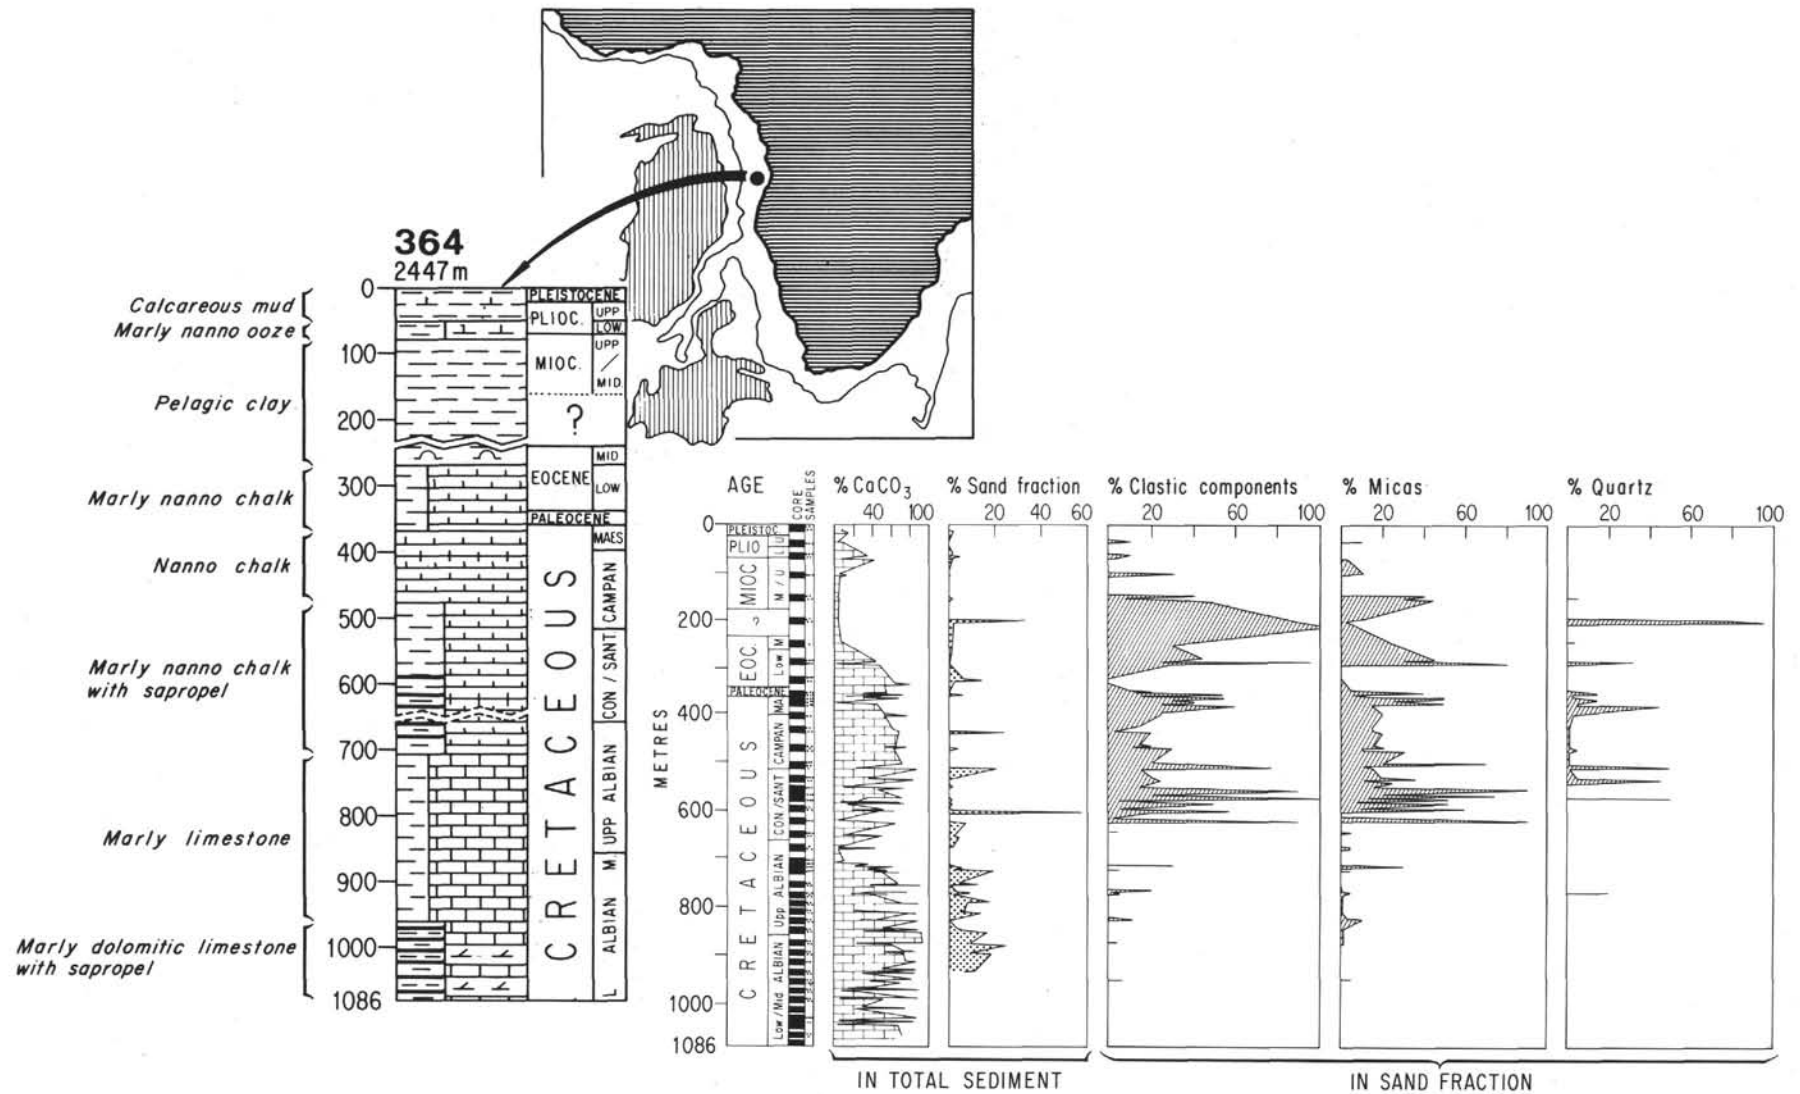 364
2447m
0
100
200
300
400
500
600
700
800
900
1000
1086
Calcareous mud
Marly nanno ooze
Pelagic clay
Marly nanno chalk
Nanno chalk
Marly nanno chalk
with sapropel
Marly limestone
Marly dolomitic limestone
with sapropel
PLEISTOCENE
PLIOC.
UPP
LOW
MIOC.
UPP
/
MID.
?
EOCENE
MID
LOW
PALEOCENE
CRETACEOUS
MAES
CAMPAN
CON / SANT
UPP ALBIAN
M.
ALBIAN
L
AGE
CORE
SAMPLES
% CaCO3
40 100
% Sand fraction
20 60
% Clastic components
20 60 100
% Micas
20 60 100
% Quartz
20 60 100
METRES
0
200
400
600
800
1000
1086
PLEISTOC.
PLIO
L U
MIOC
M / U
?
EOC.
Low M
PALEOCENE
CRETACEOUS
MA
CAMPAN
CON / SANT
Upp ALBIAN
Low / Mid ALBIAN
IN TOTAL SEDIMENT
IN SAND FRACTION